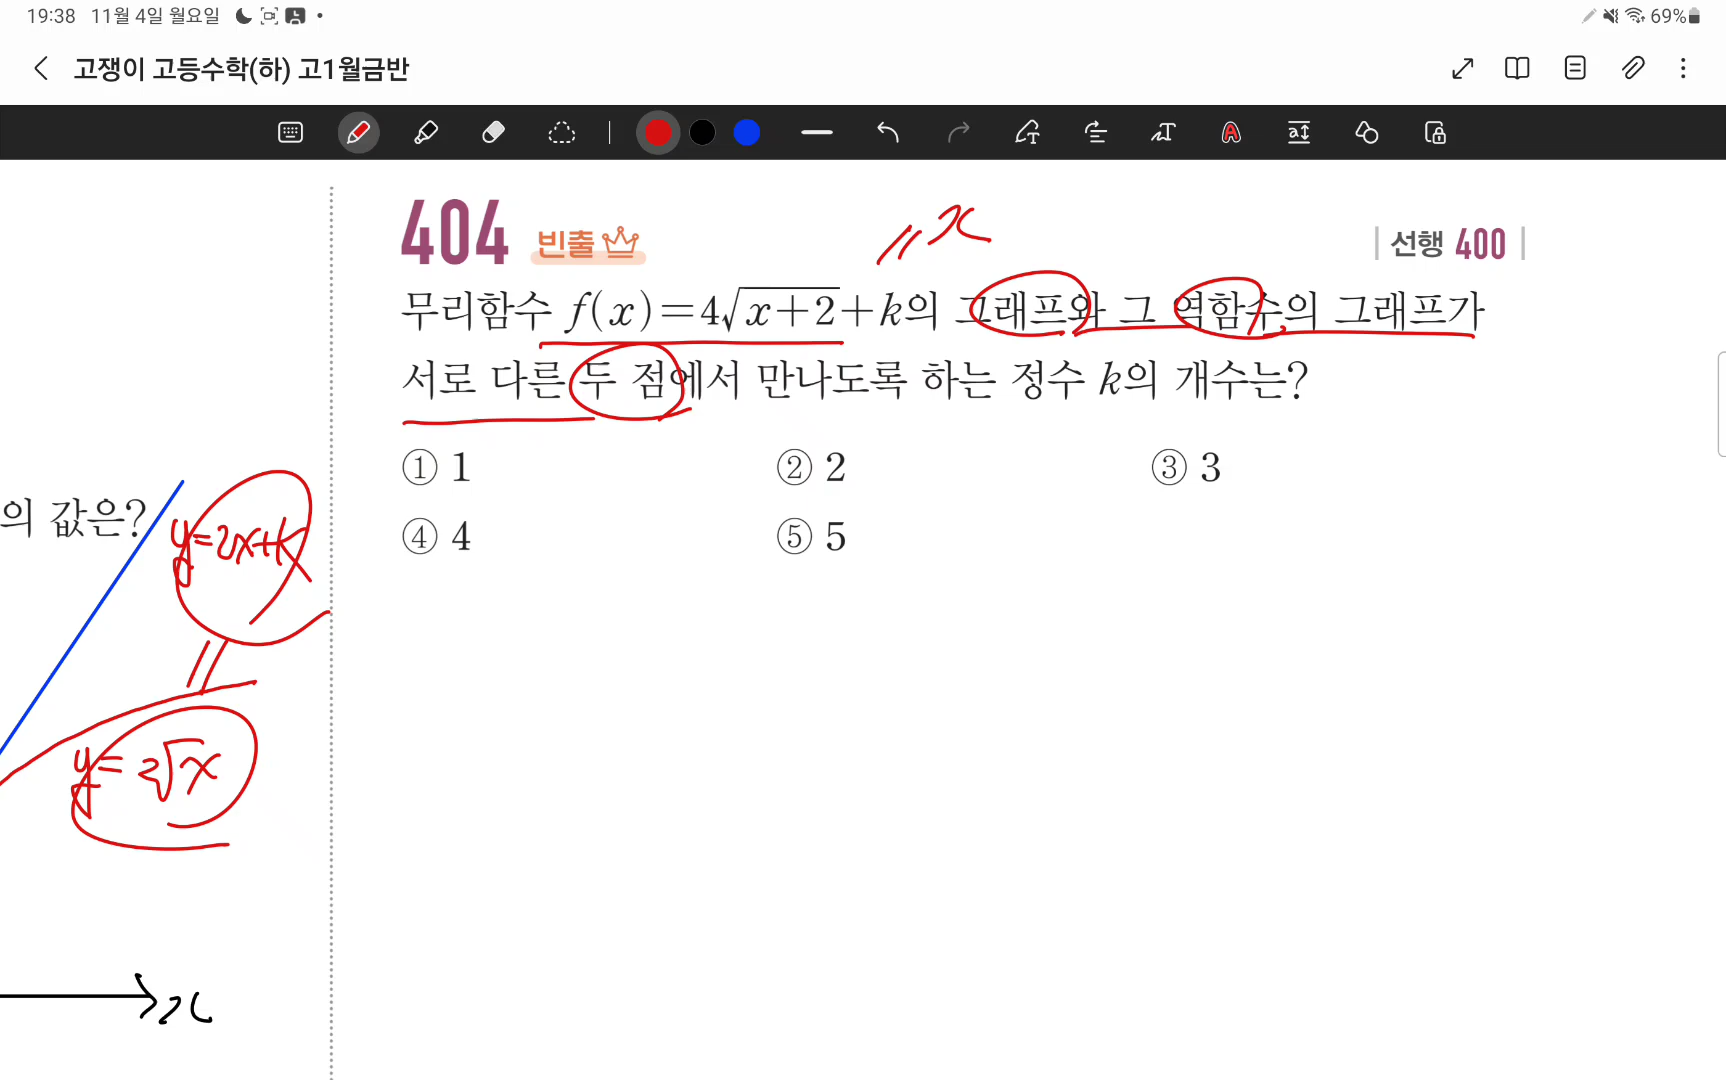 19:38 11월 4일 월요일
69%
고쟁이 고등수학(하) 고1월금반
404 빈출
선행 400
= x
무리함수 f(x)=4√x+2+k의 그래프와 그 역함수의 그래프가
서로 다른 두 점에서 만나도록 하는 정수 k의 개수는?
① 1
② 2
③ 3
④ 4
⑤ 5
의 값은?
y=2x+k
=
y=2√x
x